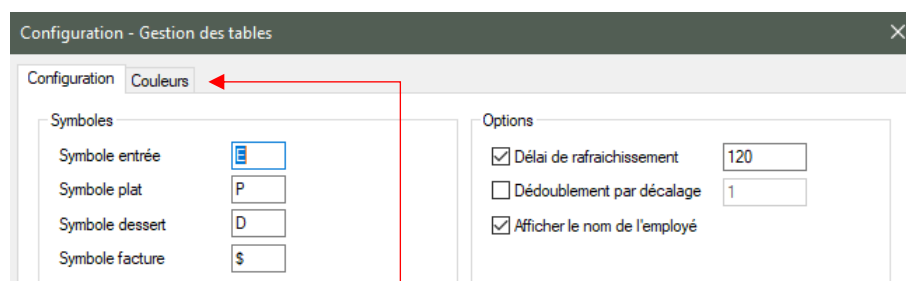 Configuration - Gestion des tables
Configuration Couleurs
Symboles
Symbole entrée E
Symbole plat P
Symbole dessert D
Symbole facture $
Options
Délai de rafraichissement 120
Dédoublement par décalage 1
Afficher le nom de l'employé